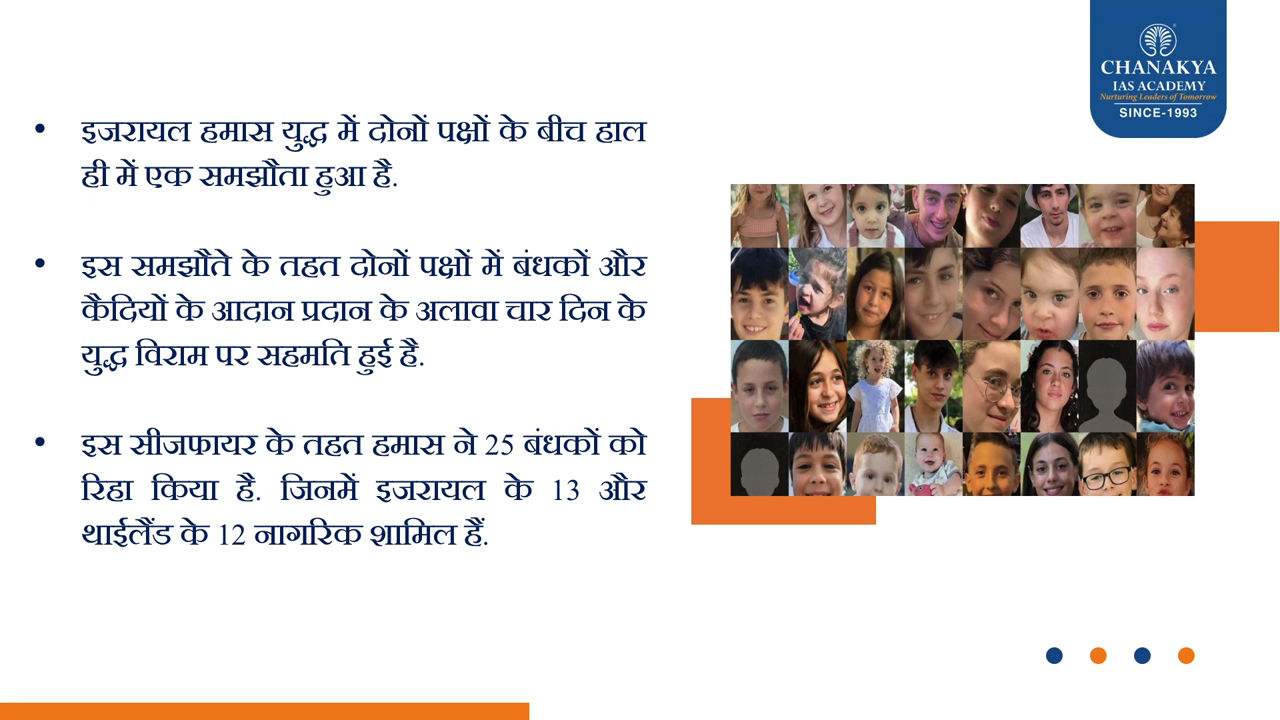 CHANAKYA
IAS ACADEMY
Nurturing Leaders of Tomorrow
SINCE-1993
• इजरायल हमास युद्ध में दोनों पक्षों के बीच हाल
ही में एक समझौता हुआ है.
• इस समझौते के तहत दोनों पक्षों में बंधकों और
कैदियों के आदान प्रदान के अलावा चार दिन के
युद्ध विराम पर सहमति हुई है.
• इस सीजफायर के तहत हमास ने 25 बंधकों को
रिहा किया है. जिनमें इजरायल के 13 और
थाईलैंड के 12 नागरिक शामिल हैं.